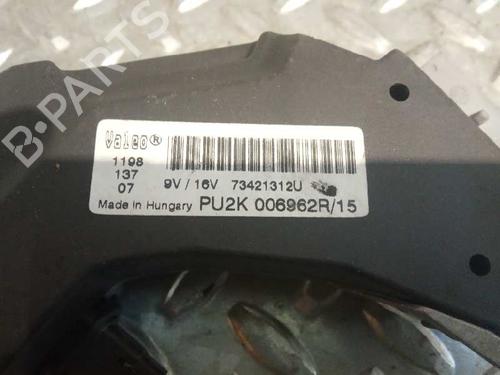 Valeo®
1198
137
07
9V / 16V 73421312U
Made in Hungary PU2K 006962R/15
B-PARTS